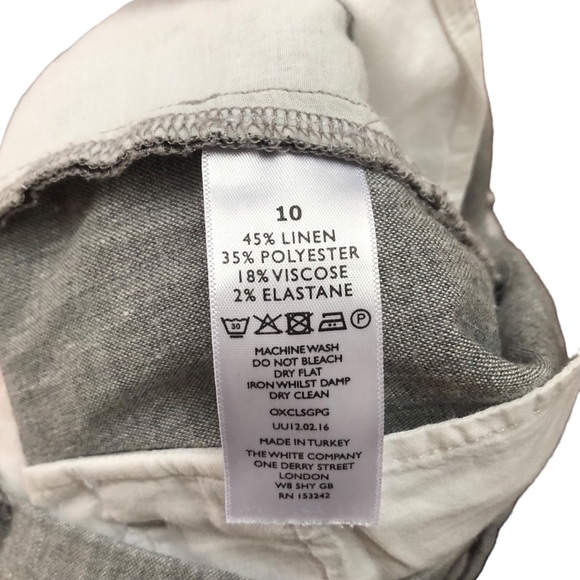 10
45% LINEN
35% POLYESTER
18% VISCOSE
2% ELASTANE
30 P
MACHINE WASH
DO NOT BLEACH
DRY FLAT
IRON WHILST DAMP
DRY CLEAN
OXCLSGPG
UU12.02.16
MADE IN TURKEY
THE WHITE COMPANY
ONE DERRY STREET
LONDON
W8 5HY GB
RN 153242